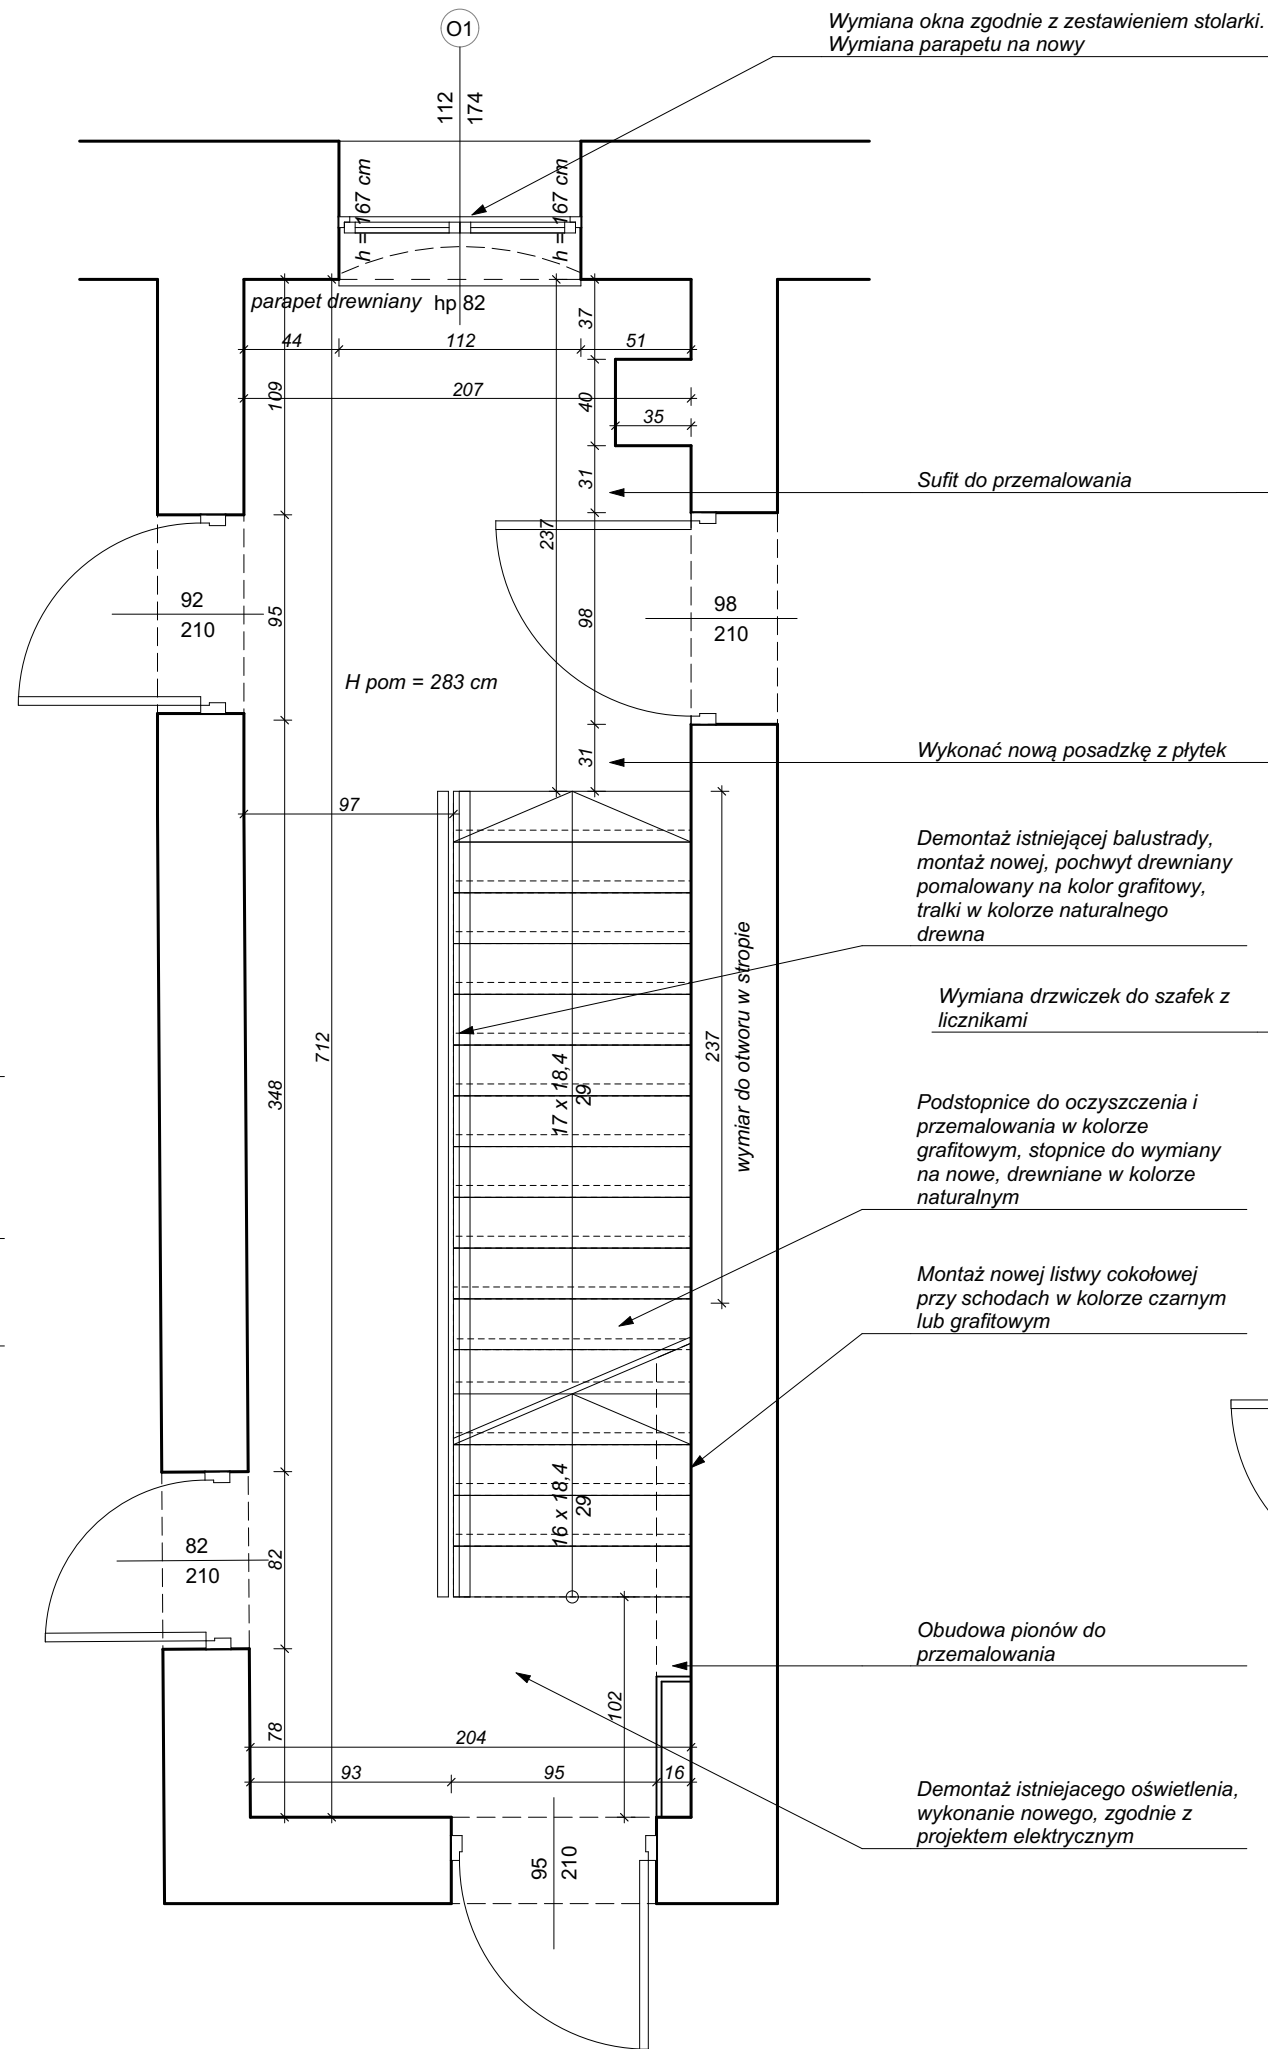 O1
Wymiana okna zgodnie z zestawieniem stolarki.
Wymiana parapetu na nowy
112
174
h = 167 cm
h = 167 cm
parapet drewniany hp 82
44
112
51
37
207
109
40
35
31
Sufit do przemalowania
237
92
210
95
98
98
210
H pom = 283 cm
31
Wykonać nową posadzkę z płytek
97
Demontaż istniejącej balustrady,
montaż nowej, pochwyt drewniany
pomalowany na kolor grafitowy,
tralki w kolorze naturalnego
drewna
Wymiana drzwiczek do szafek z
licznikami
712
348
17 x 18,4
29
237
wymiar do otworu w stropie
Podstopnice do oczyszczenia i
przemalowania w kolorze
grafitowym, stopnice do wymiany
na nowe, drewniane w kolorze
naturalnym
Montaż nowej listwy cokołowej
przy schodach w kolorze czarnym
lub grafitowym
16 x 18,4
29
82
210
82
Obudowa pionów do
przemalowania
102
78
204
93
95
16
Demontaż istniejacego oświetlenia,
wykonanie nowego, zgodnie z
projektem elektrycznym
95
210